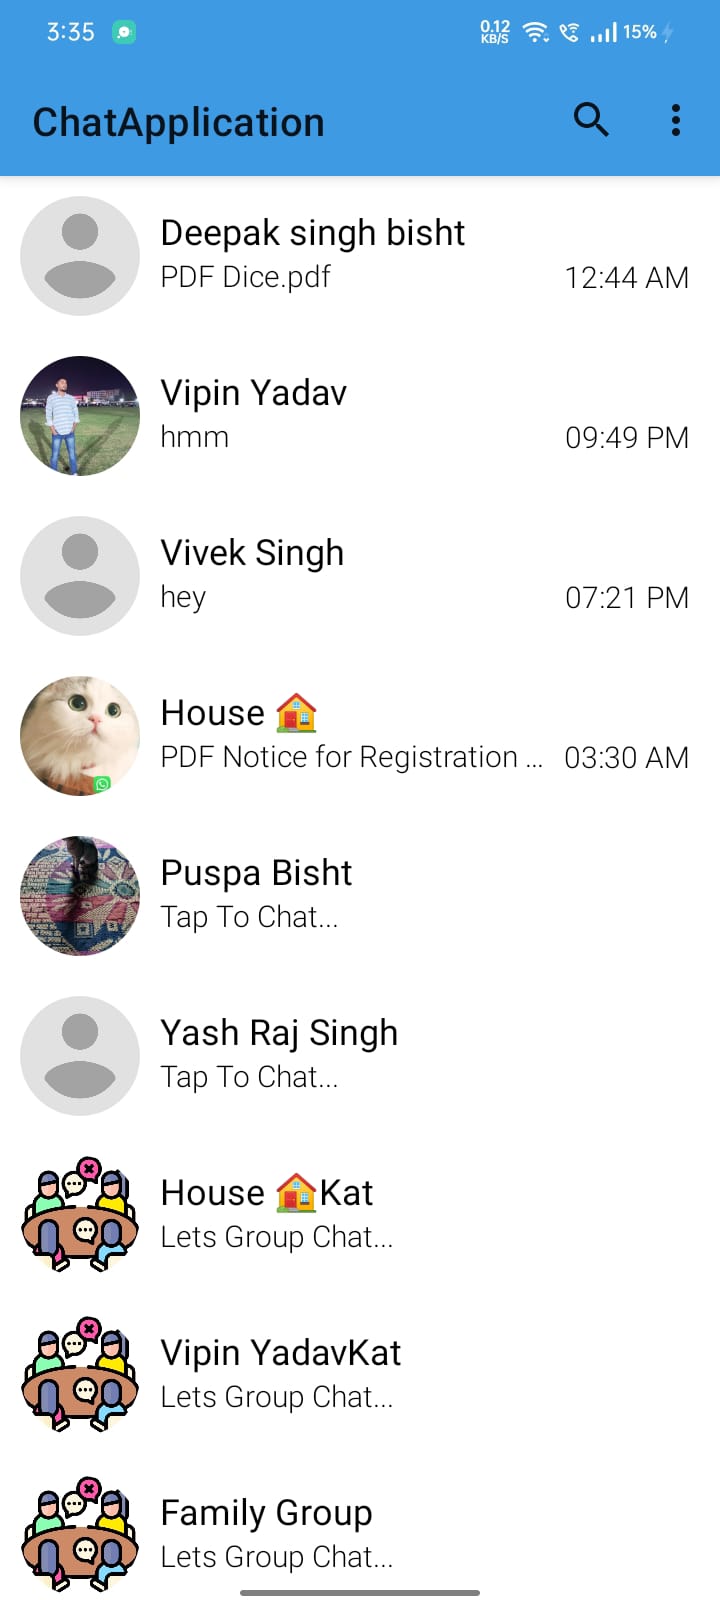 3:35 0.12 KB/S 15%
ChatApplication
Deepak singh bisht
PDF Dice.pdf 12:44 AM
Vipin Yadav
hmm 09:49 PM
Vivek Singh
hey 07:21 PM
House 🏠
PDF Notice for Registration ... 03:30 AM
Puspa Bisht
Tap To Chat...
Yash Raj Singh
Tap To Chat...
House 🏠Kat
Lets Group Chat...
Vipin YadavKat
Lets Group Chat...
Family Group
Lets Group Chat...